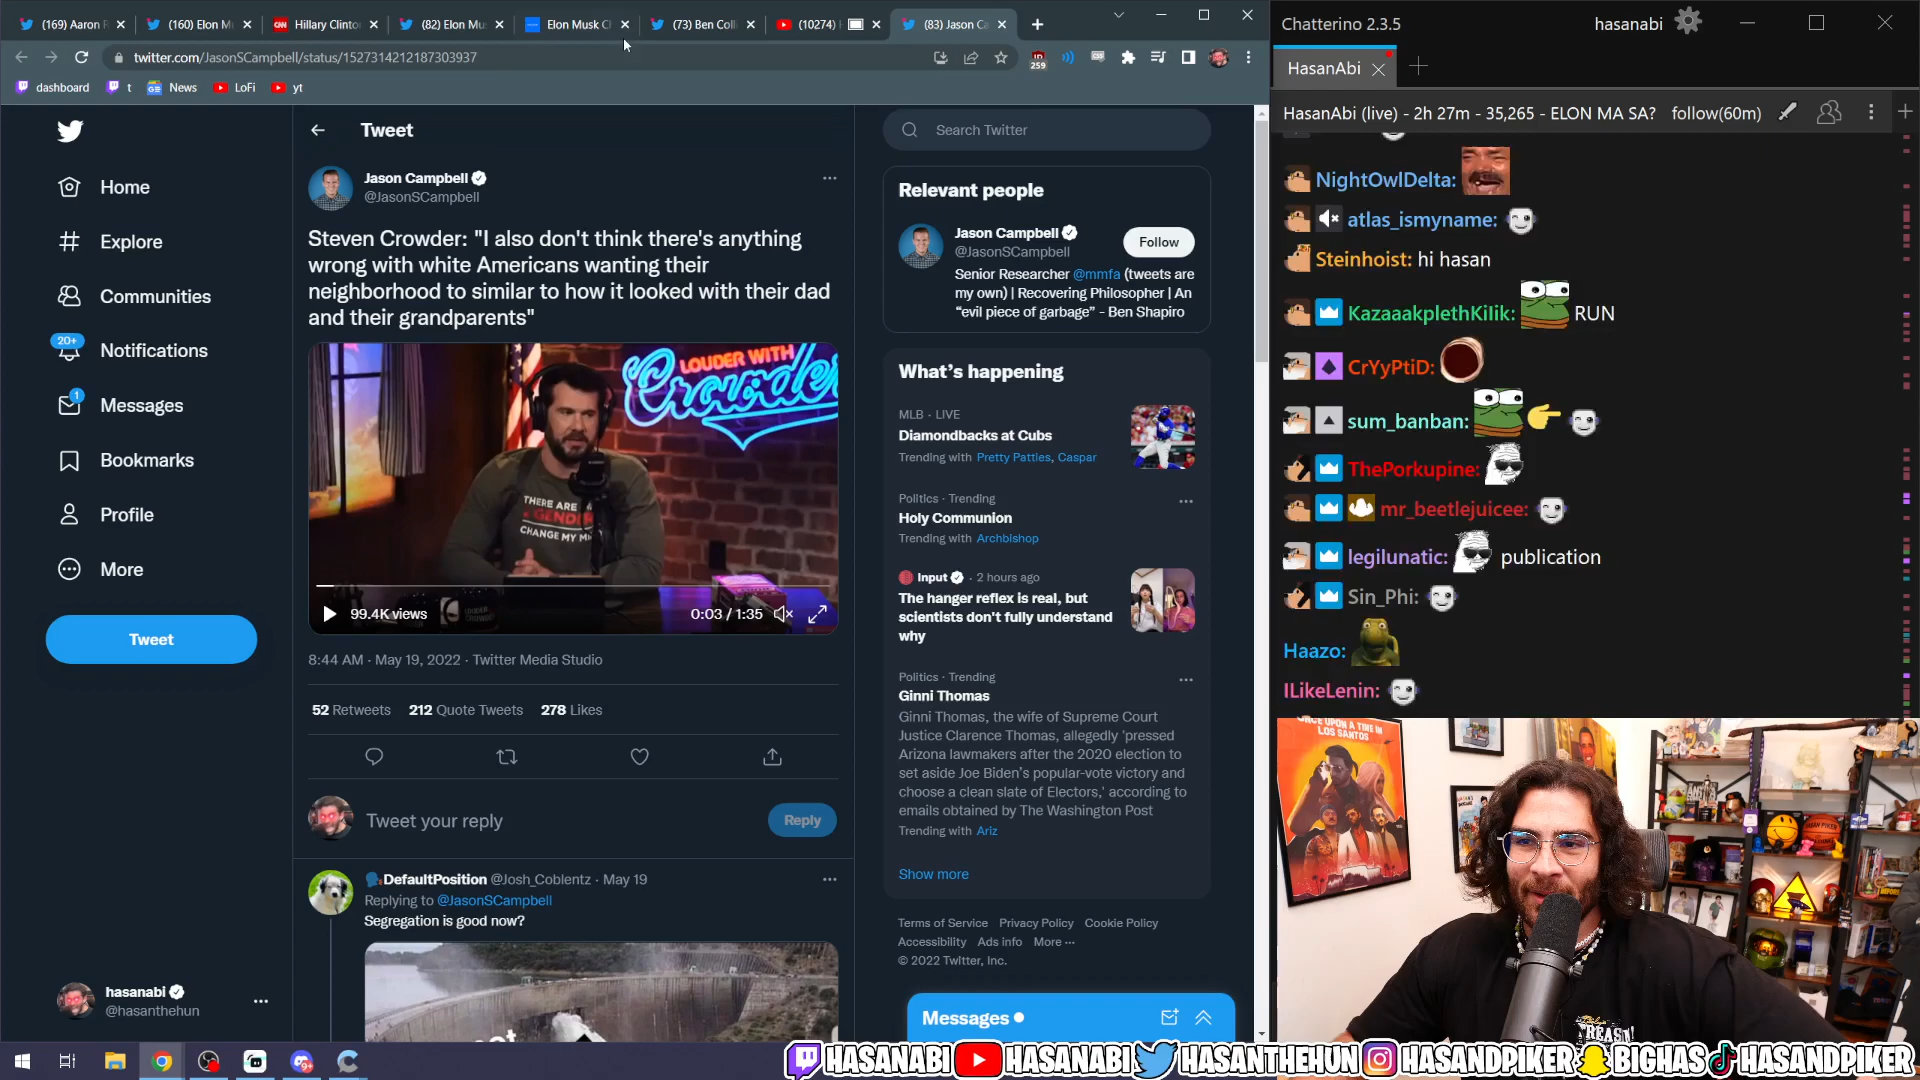 (169) Aaron R
(160) Elon M
Hillary Clinto
(82) Elon Mu
Elon Musk C
(73) Ben Coll
(10274)
(83) Jason Ca
twitter.com/JasonSCampbell/status/1527314212187303937
259
dashboard
t
News
LoFi
yt
Home
Explore
Communities
20+
Notifications
1
Messages
Bookmarks
Profile
More
Tweet
hasanabi
@hasanthehun
Tweet
Jason Campbell
@JasonSCampbell
Steven Crowder: "I also don't think there's anything
wrong with white Americans wanting their
neighborhood to similar to how it looked with their dad
and their grandparents"
LOUDER WITH
Crowder
THERE ARE
GENDER
CHANGE MY M
99.4K views
0:03 / 1:35
8:44 AM · May 19, 2022 · Twitter Media Studio
52 Retweets 212 Quote Tweets 278 Likes
Tweet your reply
Reply
DefaultPosition @Josh_Coblentz · May 19
Replying to @JasonSCampbell
Segregation is good now?
Search Twitter
Relevant people
Jason Campbell
@JasonSCampbell
Follow
Senior Researcher @mmfa (tweets are
my own) | Recovering Philosopher | An
“evil piece of garbage” - Ben Shapiro
What’s happening
MLB · LIVE
Diamondbacks at Cubs
Trending with Pretty Patties, Caspar
Politics · Trending
Holy Communion
Trending with Archbishop
Input · 2 hours ago
The hanger reflex is real, but
scientists don't fully understand
why
Politics · Trending
Ginni Thomas
Ginni Thomas, the wife of Supreme Court
Justice Clarence Thomas, allegedly 'pressed
Arizona lawmakers after the 2020 election to
set aside Joe Biden’s popular-vote victory and
choose a clean slate of Electors,' according to
emails obtained by The Washington Post
Trending with Ariz
Show more
Terms of Service Privacy Policy Cookie Policy
Accessibility Ads info More ···
© 2022 Twitter, Inc.
Messages
Chatterino 2.3.5
hasanabi
HasanAbi
HasanAbi (live) - 2h 27m - 35,265 - ELON MA SA? follow(60m)
NightOwlDelta:
atlas_ismyname:
Steinhoist: hi hasan
KazaaakplethKilik: RUN
CrYyPtiD:
sum_banban:
ThePorkupine:
mr_beetlejuicee:
legilunatic: publication
Sin_Phi:
Haazo:
ILikeLenin:
ONCE UPON A TIME IN
LOS SANTOS
HASANABI HASANABI HASANTHEHUN HASANDPIKER BIGHAS HASANDPIKER